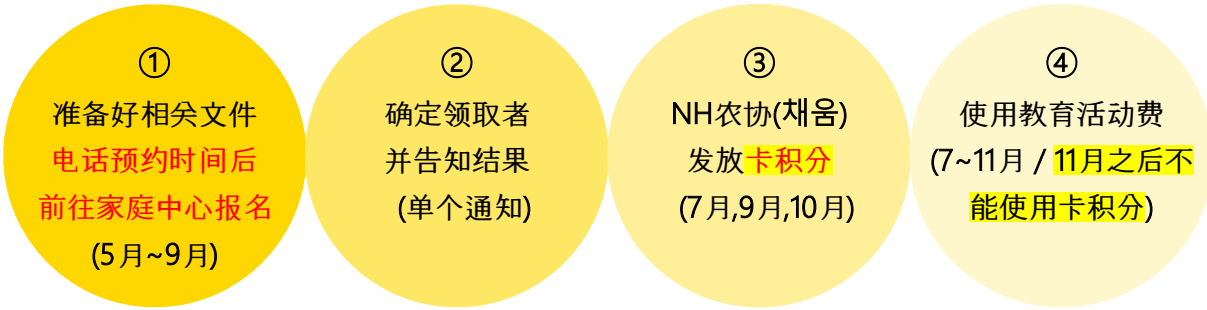 ①
准备好相关文件
电话预约时间后
前往家庭中心报名
(5月~9月)
②
确定领取者
并告知结果
(单个通知)
③
NH农协(채움)
发放卡积分
(7月,9月,10月)
④
使用教育活动费
(7~11月 / 11月之后不
能使用卡积分)